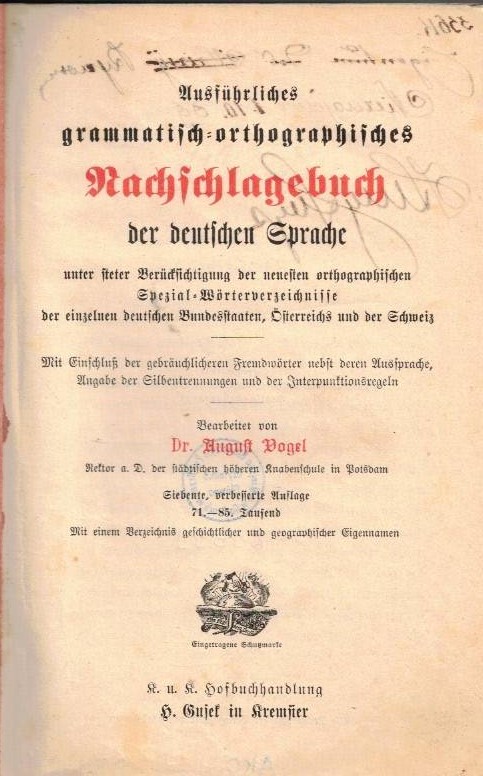 Ausführliches
grammatisch-orthographisches
Nachschlagebuch
der deutschen Sprache
unter steter Berücksichtigung der neuesten orthographischen
Spezial-Wörterverzeichnisse
der einzelnen deutschen Bundesstaaten, Österreichs und der Schweiz
Mit Einschluß der gebräuchlicheren Fremdwörter nebst deren Aussprache,
Angabe der Silbentrennungen und der Interpunktionsregeln
Bearbeitet von
Dr. August Vogel
Rektor a. D. der städtischen höheren Knabenschule in Potsdam
Siebente, verbesserte Auflage
71.—85. Tausend
Mit einem Verzeichnis geschichtlicher und geographischer Eigennamen
Eingetragene Schutzmarke
K. u. K. Hofbuchhandlung
H. Gusek in Kremsier